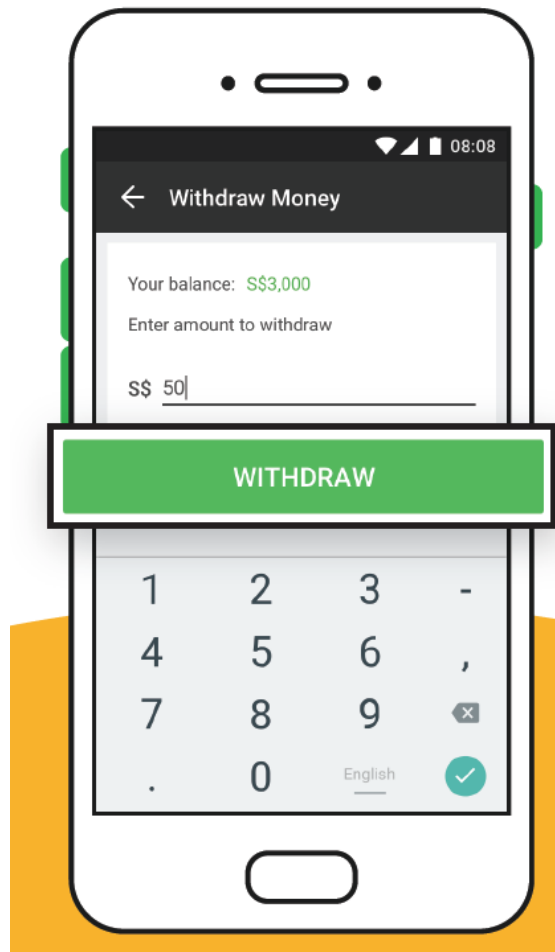 08:08
Withdraw Money
Your balance: S$3,000
Enter amount to withdraw
S$ 50
WITHDRAW
1 2 3 -
4 5 6 ,
7 8 9
. 0 English